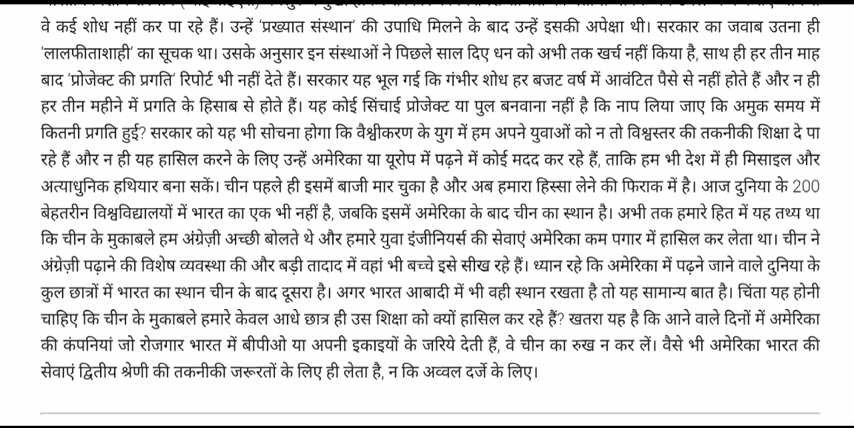 वे कई शोध नहीं कर पा रहे हैं। उन्हें ‘प्रख्यात संस्थान’ की उपाधि मिलने के बाद उन्हें इसकी अपेक्षा थी। सरकार का जवाब उतना ही
‘लालफीताशाही’ का सूचक था। उसके अनुसार इन संस्थाओं ने पिछले साल दिए धन को अभी तक खर्च नहीं किया है, साथ ही हर तीन माह
बाद ‘प्रोजेक्ट की प्रगति’ रिपोर्ट भी नहीं देते हैं। सरकार यह भूल गई कि गंभीर शोध हर बजट वर्ष में आवंटित पैसे से नहीं होते हैं और न ही
हर तीन महीने में प्रगति के हिसाब से होते हैं। यह कोई सिंचाई प्रोजेक्ट या पुल बनवाना नहीं है कि नाप लिया जाए कि अमुक समय में
कितनी प्रगति हुई? सरकार को यह भी सोचना होगा कि वैश्वीकरण के युग में हम अपने युवाओं को न तो विश्वस्तर की तकनीकी शिक्षा दे पा
रहे हैं और न ही यह हासिल करने के लिए उन्हें अमेरिका या यूरोप में पढ़ने में कोई मदद कर रहे हैं, ताकि हम भी देश में ही मिसाइल और
अत्याधुनिक हथियार बना सकें। चीन पहले ही इसमें बाजी मार चुका है और अब हमारा हिस्सा लेने की फिराक में है। आज दुनिया के 200
बेहतरीन विश्वविद्यालयों में भारत का एक भी नहीं है, जबकि इसमें अमेरिका के बाद चीन का स्थान है। अभी तक हमारे हित में यह तथ्य था
कि चीन के मुकाबले हम अंग्रेज़ी अच्छी बोलते थे और हमारे युवा इंजीनियर्स की सेवाएं अमेरिका कम पगार में हासिल कर लेता था। चीन ने
अंग्रेज़ी पढ़ाने की विशेष व्यवस्था की और बड़ी तादाद में वहां भी बच्चे इसे सीख रहे हैं। ध्यान रहे कि अमेरिका में पढ़ने जाने वाले दुनिया के
कुल छात्रों में भारत का स्थान चीन के बाद दूसरा है। अगर भारत आबादी में भी वही स्थान रखता है तो यह सामान्य बात है। चिंता यह होनी
चाहिए कि चीन के मुकाबले हमारे केवल आधे छात्र ही उस शिक्षा को क्यों हासिल कर रहे हैं? खतरा यह है कि आने वाले दिनों में अमेरिका
की कंपनियां जो रोजगार भारत में बीपीओ या अपनी इकाइयों के जरिये देती हैं, वे चीन का रुख न कर लें। वैसे भी अमेरिका भारत की
सेवाएं द्वितीय श्रेणी की तकनीकी जरूरतों के लिए ही लेता है, न कि अव्वल दर्जे के लिए।